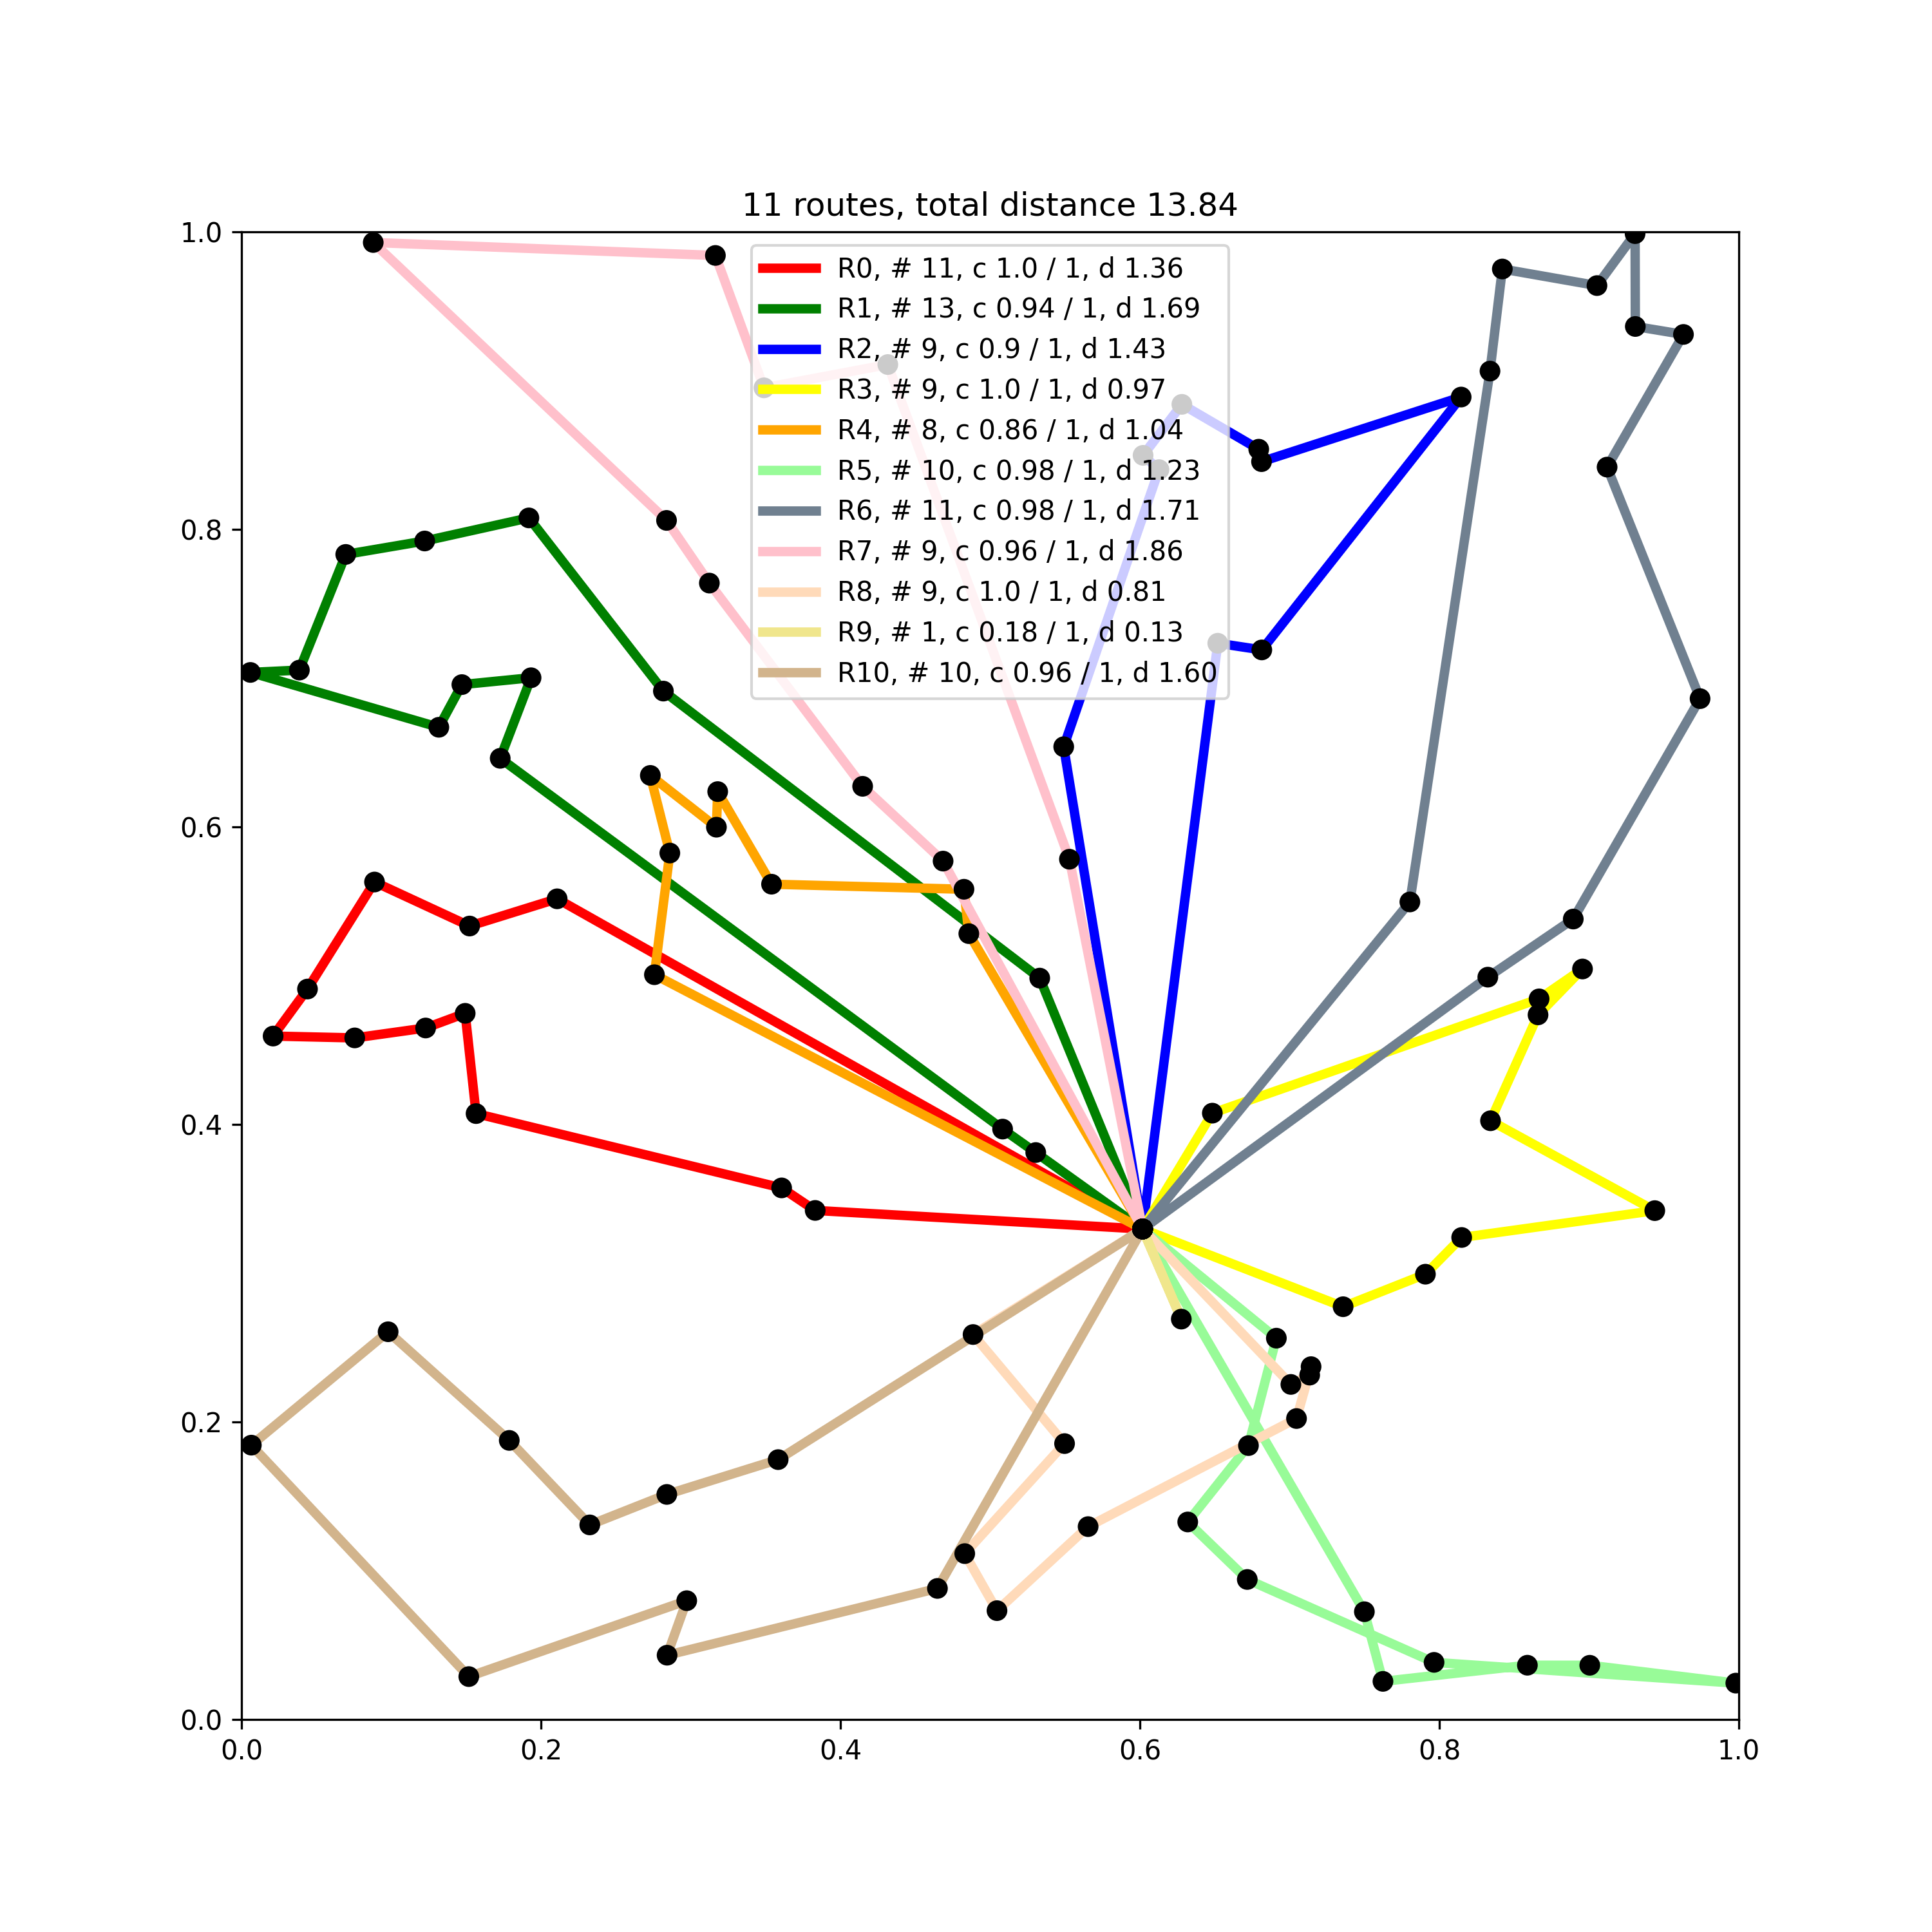 11 routes, total distance 13.84
1.0
0.8
0.6
0.4
0.2
0.0
R0, # 11, c 1.0 / 1, d 1.36
R1, # 13, c 0.94 / 1, d 1.69
R2, # 9, c 0.9 / 1, d 1.43
R3, # 9, c 1.0 / 1, d 0.97
R4, # 8, c 0.86 / 1, d 1.04
R5, # 10, c 0.98 / 1, d 1.23
R6, # 11, c 0.98 / 1, d 1.71
R7, # 9, c 0.96 / 1, d 1.86
R8, # 9, c 1.0 / 1, d 0.81
R9, # 1, c 0.18 / 1, d 0.13
R10, # 10, c 0.96 / 1, d 1.60
0.0 0.2 0.4 0.6 0.8 1.0